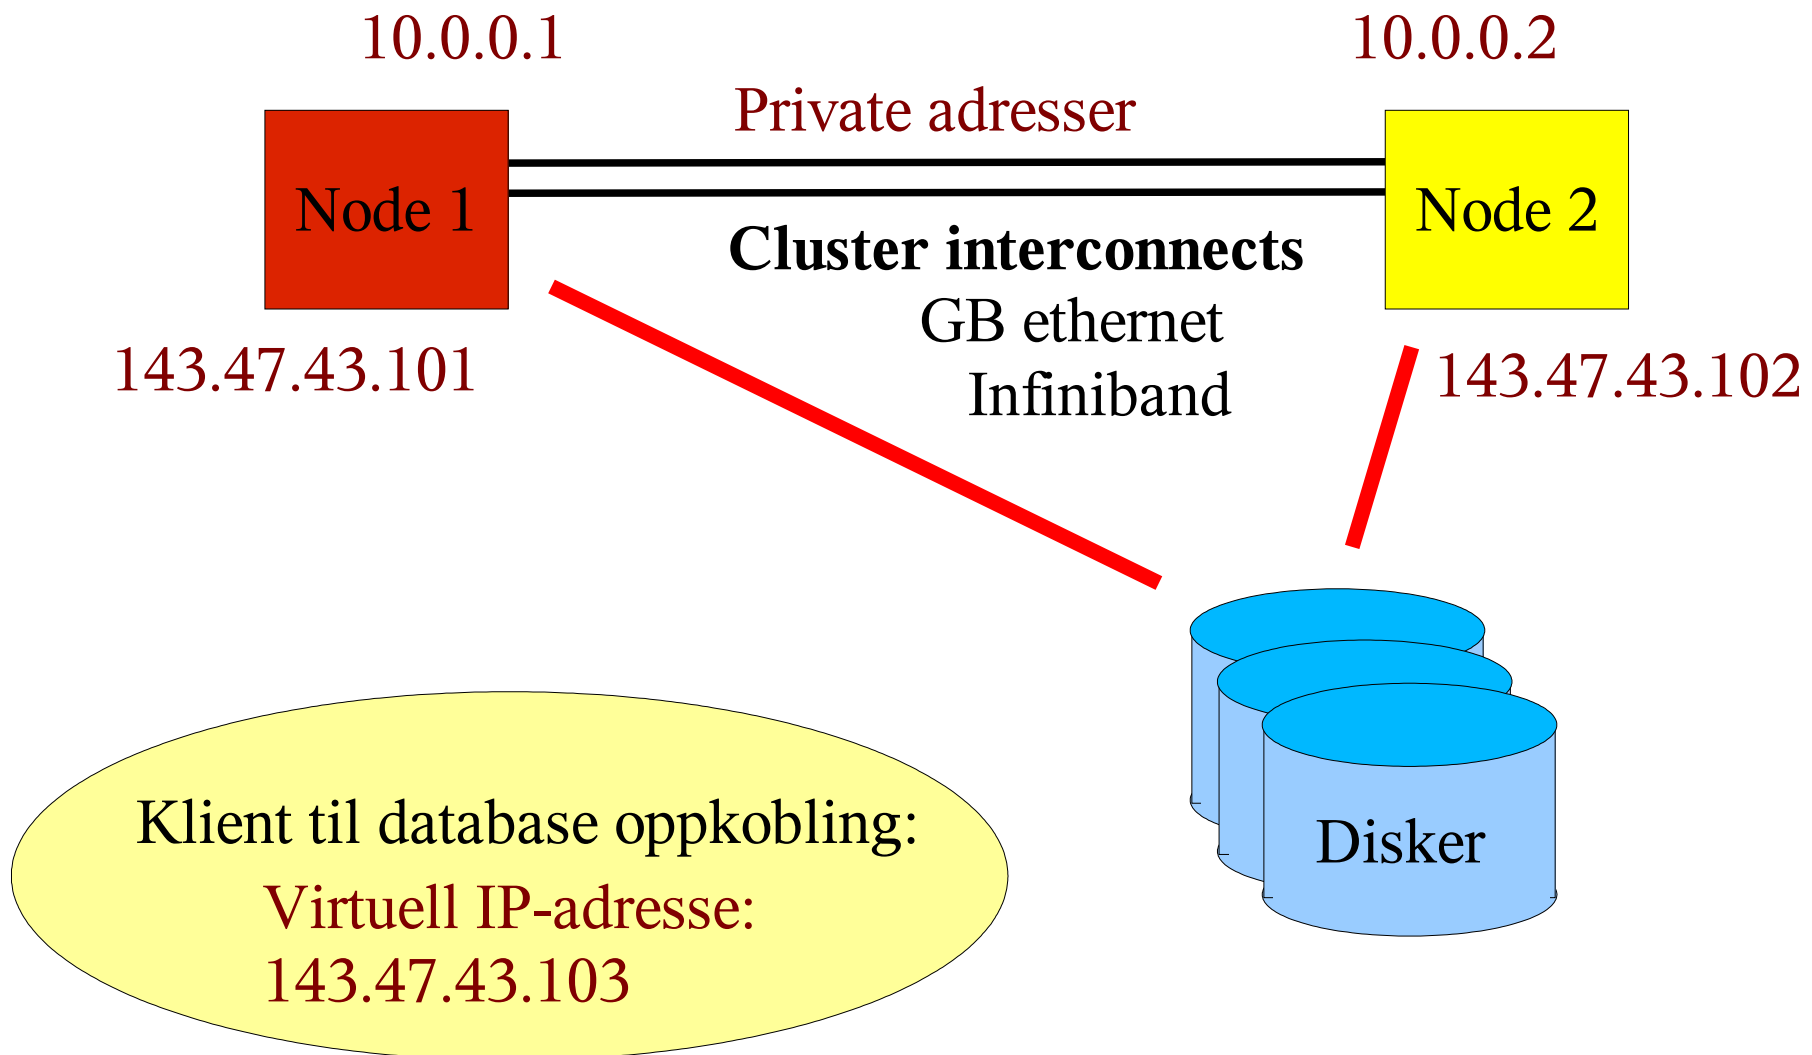 10.0.0.1
10.0.0.2
Private adresser
Node 1
Node 2
Cluster interconnects
GB ethernet
Infiniband
143.47.43.101
143.47.43.102
Disker
Klient til database oppkobling:
Virtuell IP-adresse:
143.47.43.103